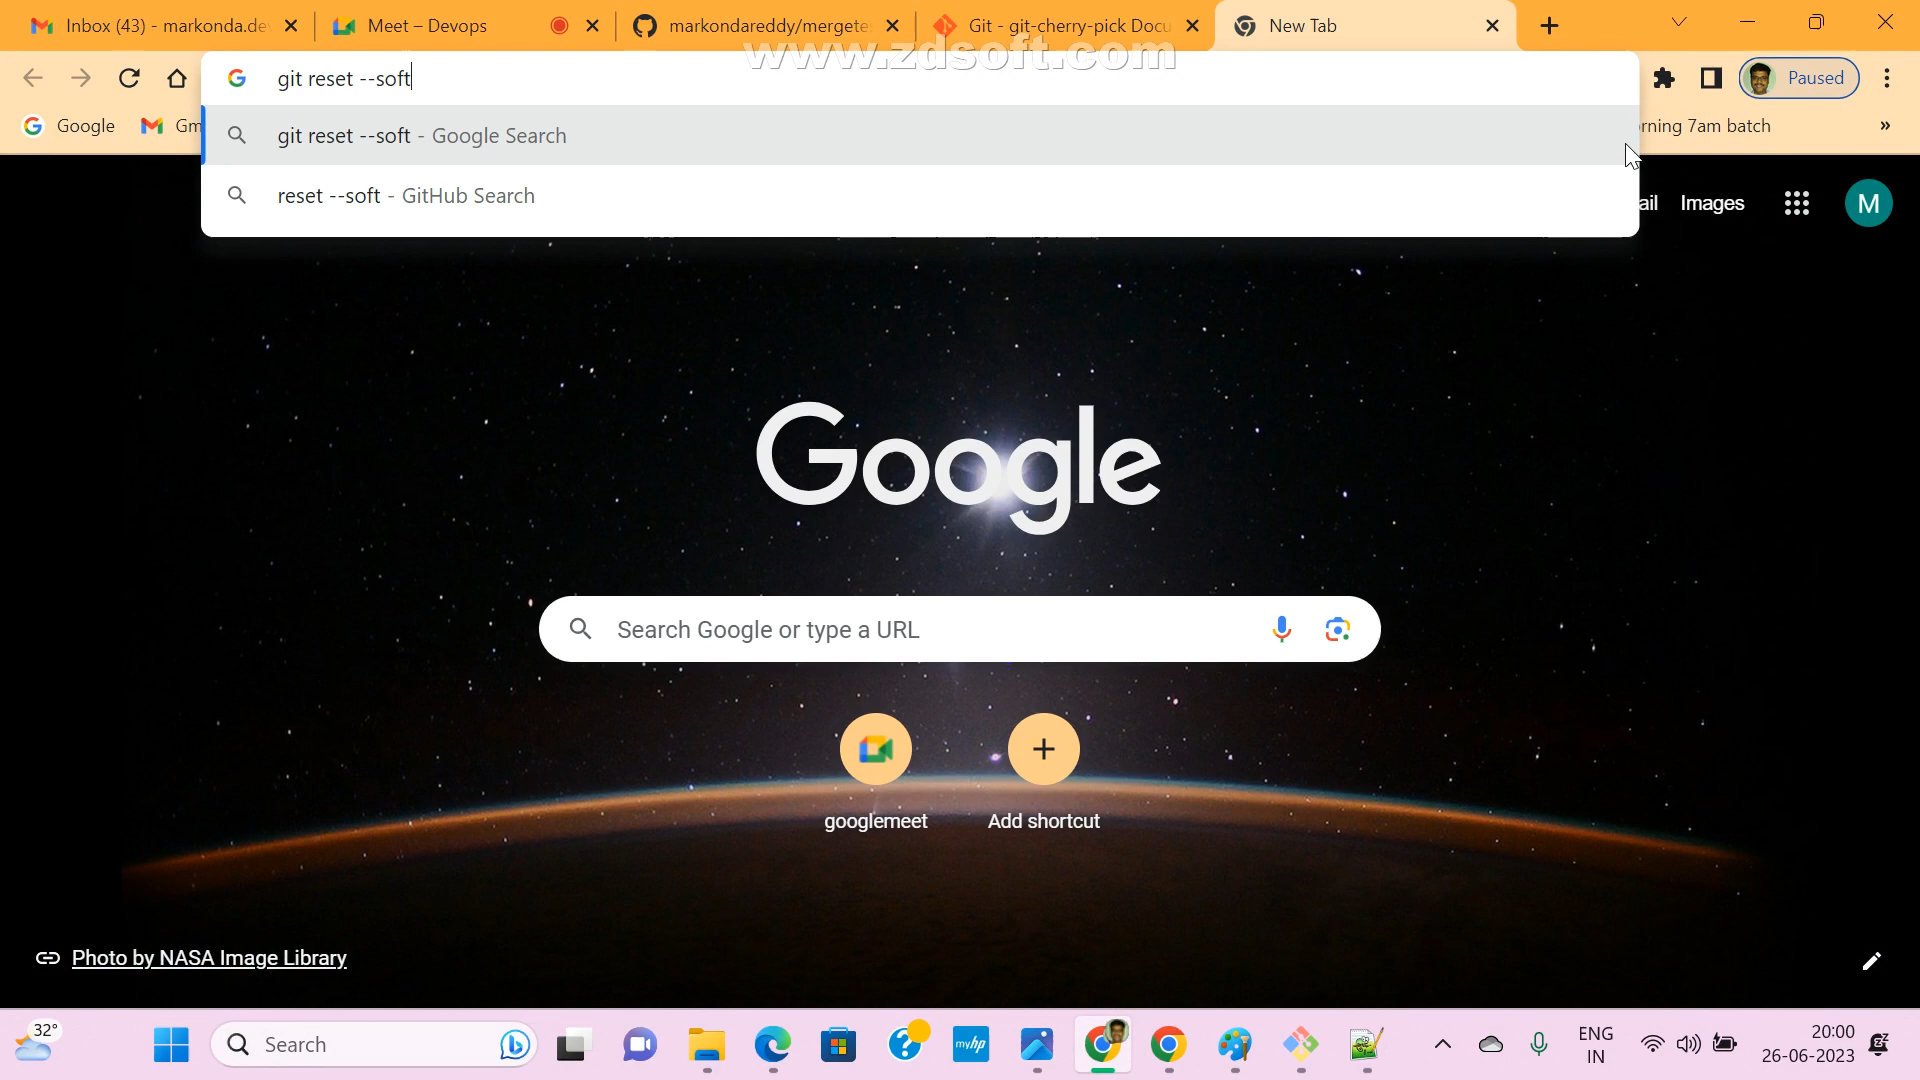 Inbox (43) - markonda.de
Meet – Devops
markondareddy/mergete
Git - git-cherry-pick Docu
New Tab
www.zdsoft.com
git reset --soft
Paused
Google
Gm
git reset --soft - Google Search
rning 7am batch
»
reset --soft - GitHub Search
ail
Images
M
Google
Search Google or type a URL
googlemeet
Add shortcut
Photo by NASA Image Library
32°
Search
myhp
ENG
IN
20:00
26-06-2023